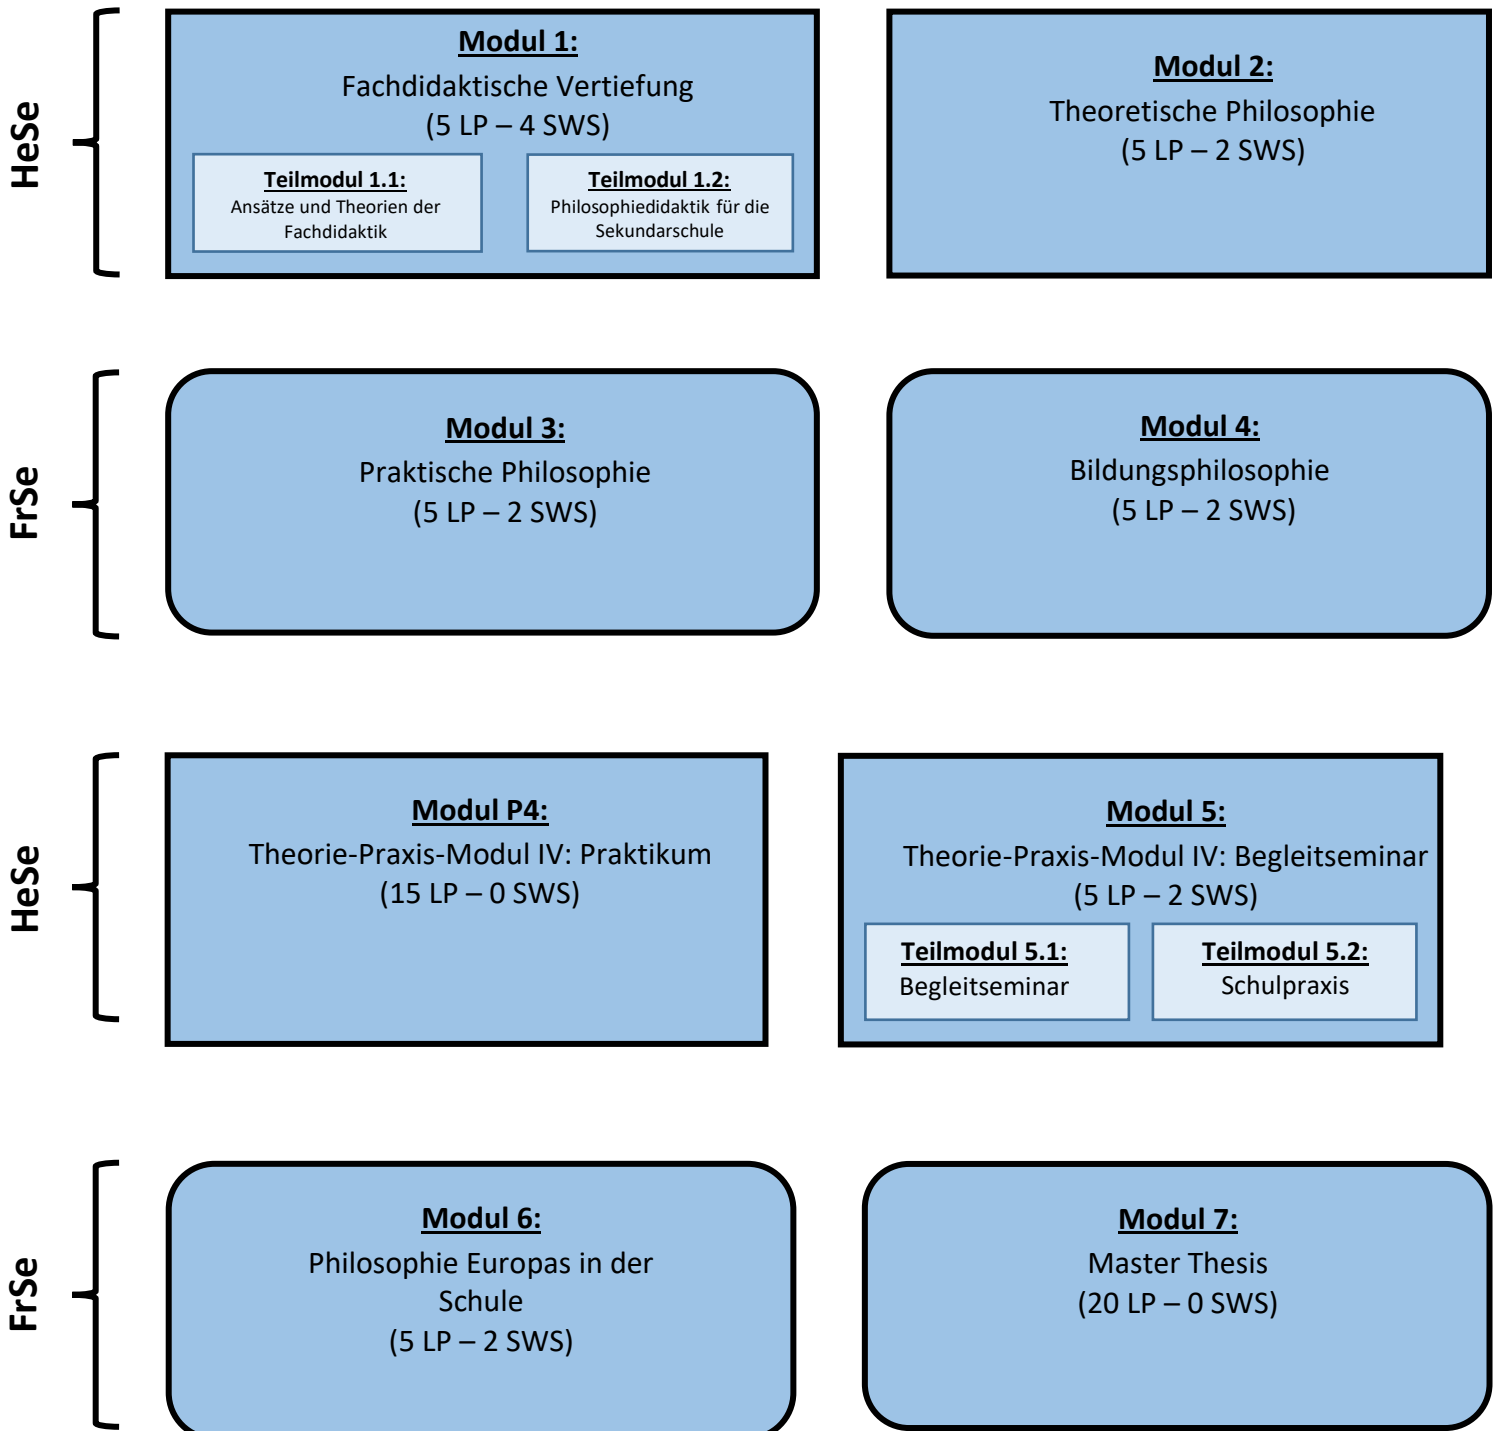 HeSe
Modul 1:
Fachdidaktische Vertiefung
(5 LP – 4 SWS)
Teilmodul 1.1:
Ansätze und Theorien der
Fachdidaktik
Teilmodul 1.2:
Philosophiedidaktik für die
Sekundarschule
Modul 2:
Theoretische Philosophie
(5 LP – 2 SWS)
FrSe
Modul 3:
Praktische Philosophie
(5 LP – 2 SWS)
Modul 4:
Bildungsphilosophie
(5 LP – 2 SWS)
HeSe
Modul P4:
Theorie-Praxis-Modul IV: Praktikum
(15 LP – 0 SWS)
Modul 5:
Theorie-Praxis-Modul IV: Begleitseminar
(5 LP – 2 SWS)
Teilmodul 5.1:
Begleitseminar
Teilmodul 5.2:
Schulpraxis
FrSe
Modul 6:
Philosophie Europas in der
Schule
(5 LP – 2 SWS)
Modul 7:
Master Thesis
(20 LP – 0 SWS)